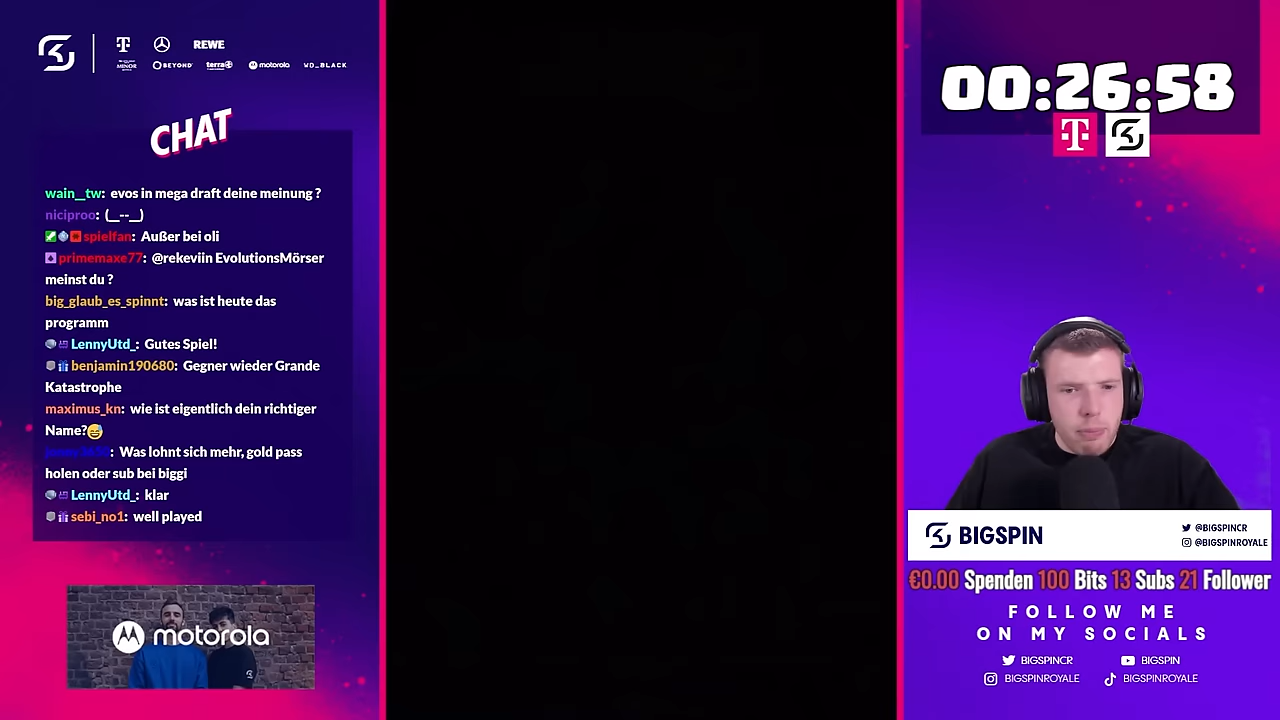 REWE
BEYOND
terra
motorola
WD_BLACK
CHAT
wain__tw: evos in mega draft deine meinung ?
niciproo: (__--__)
spielfan: Außer bei oli
primemaxe77: @rekeviin EvolutionsMörser
meinst du ?
big_glaub_es_spinnt: was ist heute das
programm
LennyUtd_: Gutes Spiel!
benjamin190680: Gegner wieder Grande
Katastrophe
maximus_kn: wie ist eigentlich dein richtiger
Name?😅
: Was lohnt sich mehr, gold pass
holen oder sub bei biggi
LennyUtd_: klar
sebi_no1: well played
motorola
00:26:58
T
BIGSPIN
@BIGSPINCR
@BIGSPINROYALE
€0.00 Spenden 100 Bits 13 Subs 21 Follower
FOLLOW ME
ON MY SOCIALS
BIGSPINCR
BIGSPIN
BIGSPINROYALE
BIGSPINROYALE